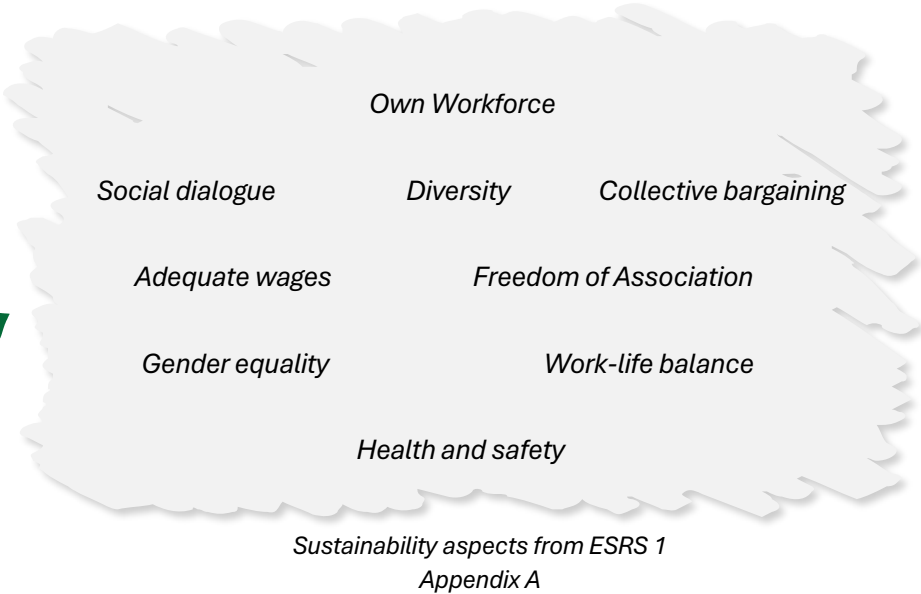 Own Workforce
Social dialogue Diversity Collective bargaining
Adequate wages Freedom of Association
Gender equality Work-life balance
Health and safety
Sustainability aspects from ESRS 1
Appendix A